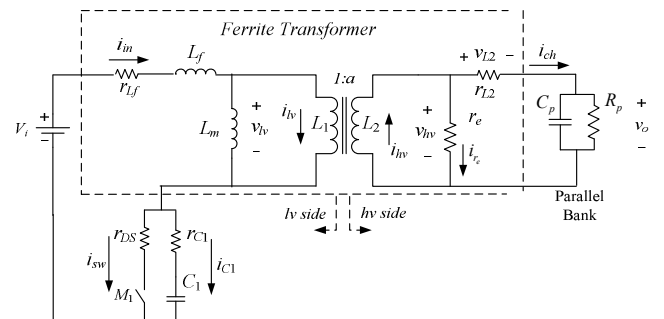 Ferrite Transformer
i_in
L_f
r_Lf
1:a
+ v_L2 -
r_L2
i_ch
V_i
+
-
L_m
+
v_lv
-
i_lv
L_1
L_2
i_hv
+
v_hv
-
r_e
i_re
C_p
R_p
+
v_o
-
Parallel
Bank
lv side
hv side
r_DS
r_C1
i_sw
i_C1
M_1
C_1